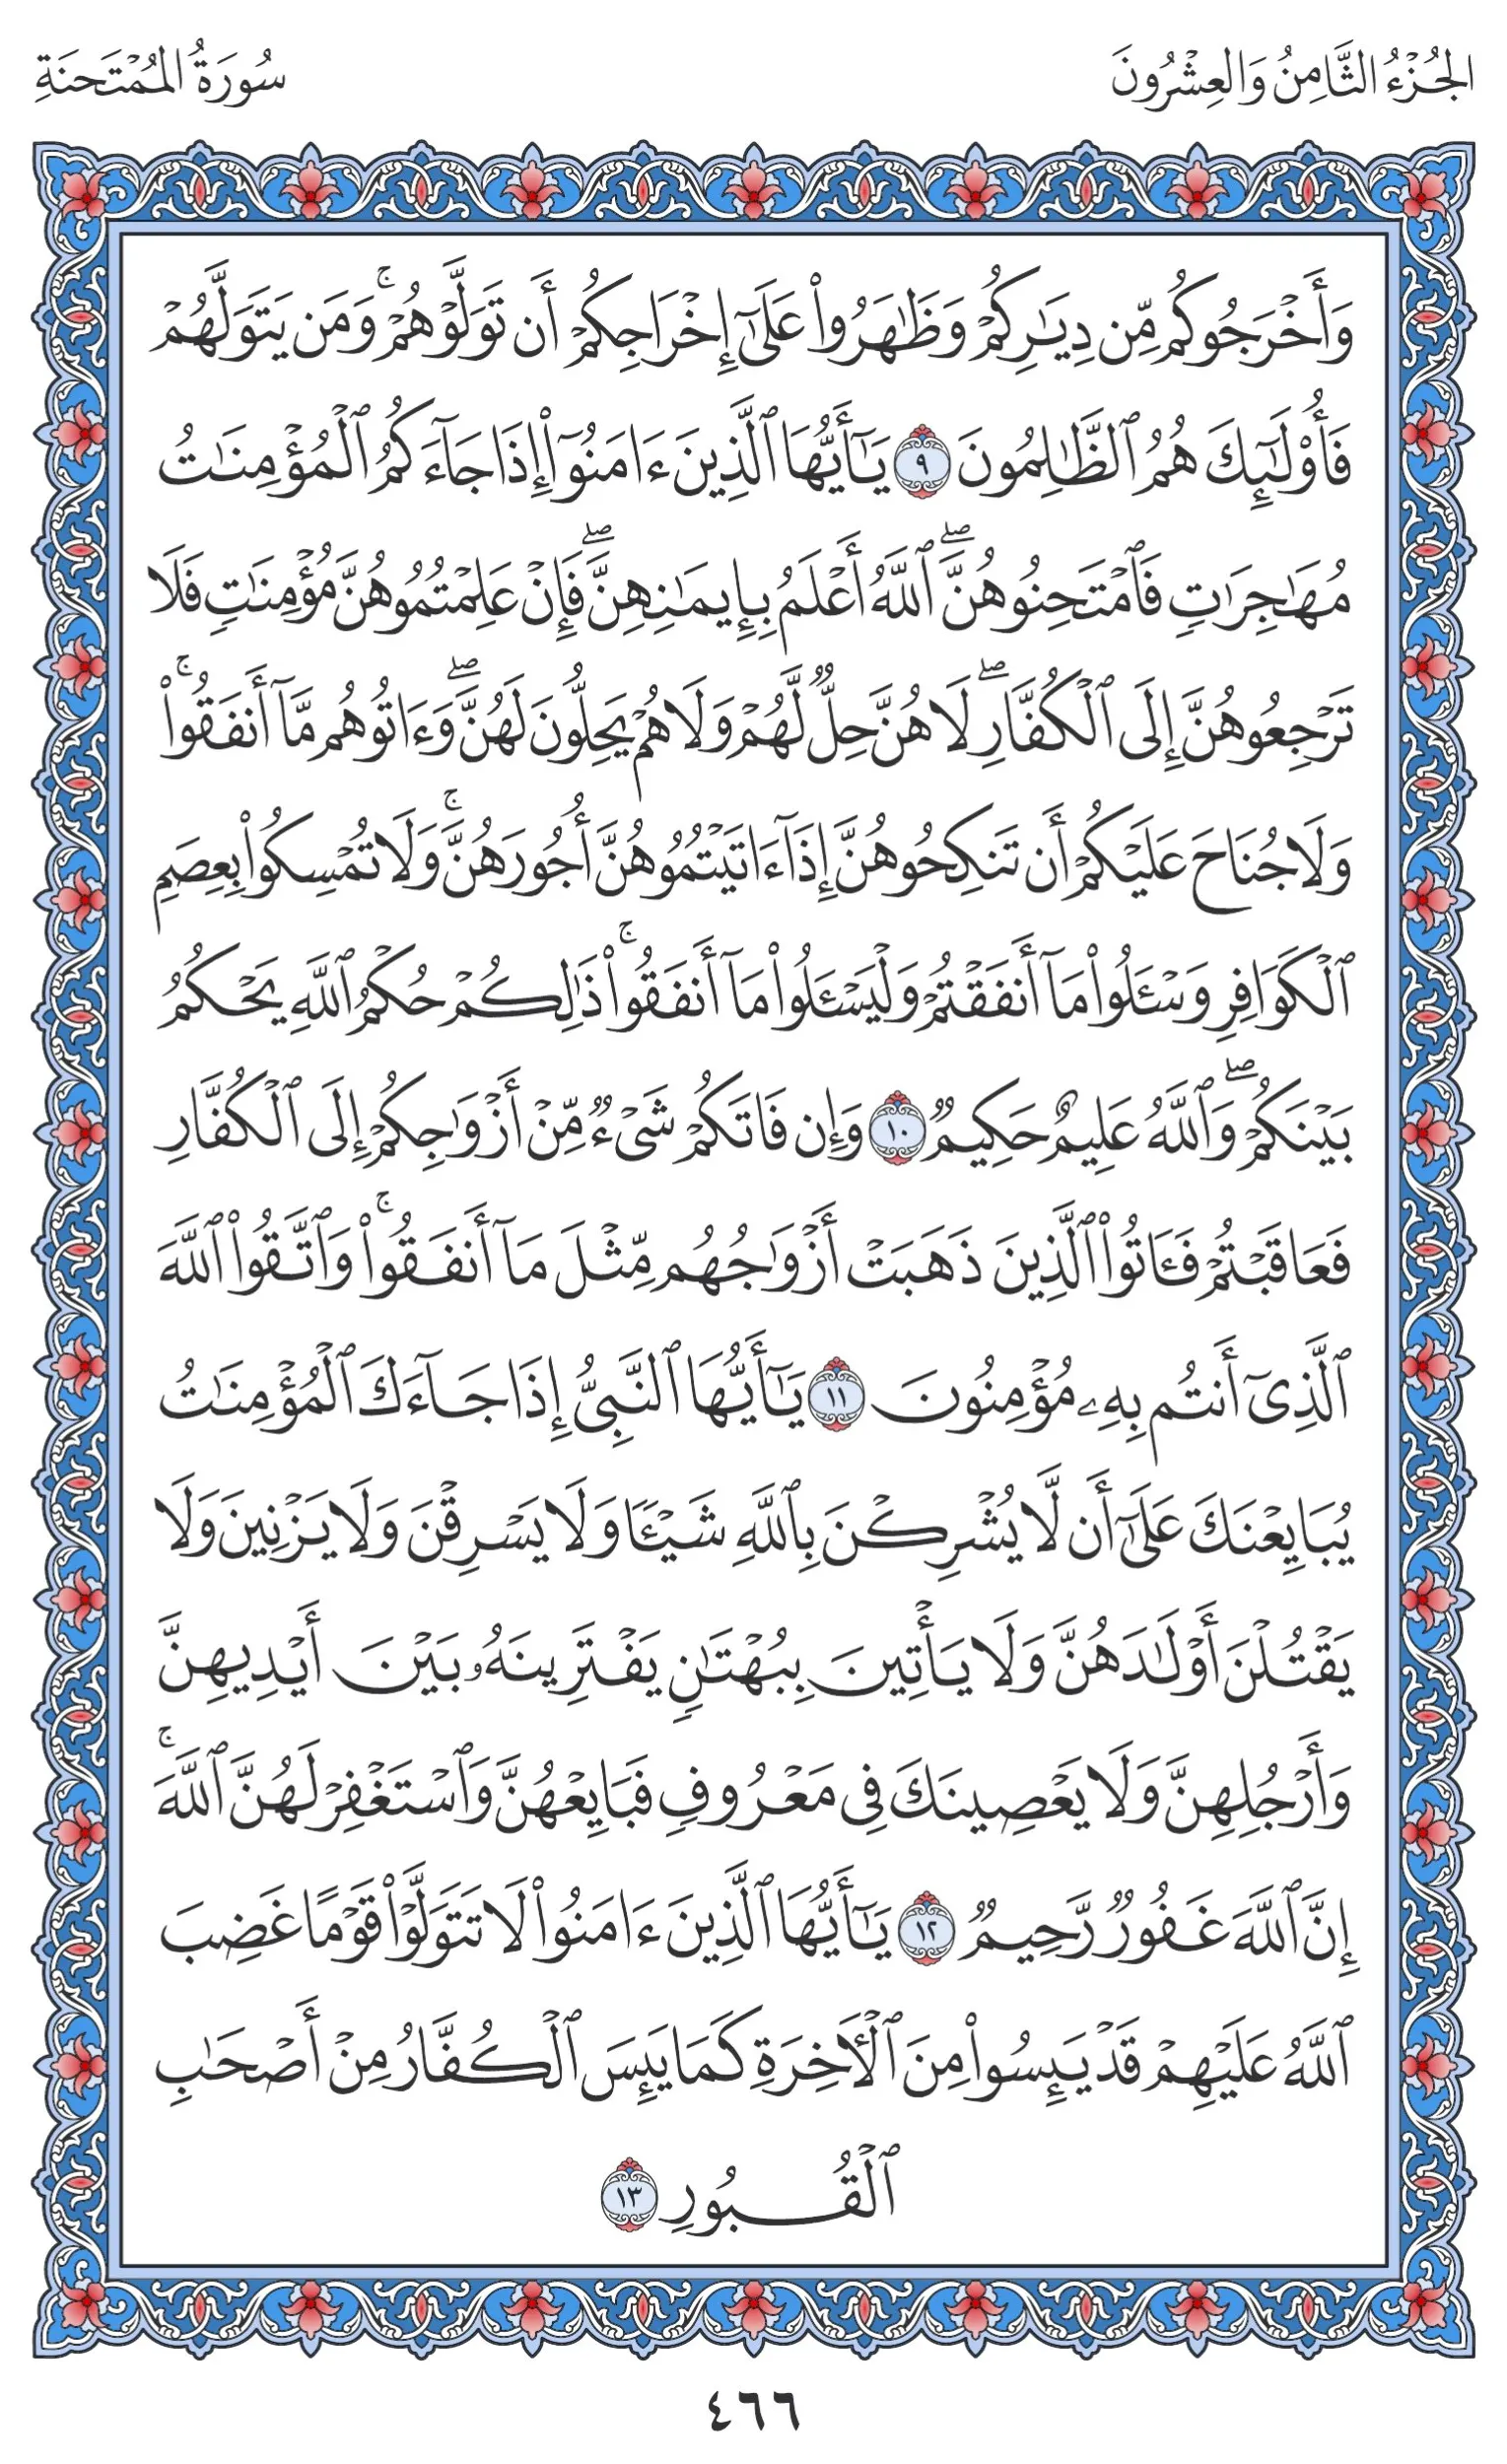 الجُزْءُ الثَّامِنُ وَالعِشْرُونَ
سُورَةُ المُمْتَحنَةِ
وَأَخْرَجُوكُم مِّن دِيَـٰرِكُمْ وَظَـٰهَرُوا۟ عَلَىٰٓ إِخْرَاجِكُمْ أَن تَوَلَّوْهُمْ ۚ وَمَن يَتَوَلَّهُمْ
فَأُو۟لَـٰٓئِكَ هُمُ ٱلظَّـٰلِمُونَ ٩ يَـٰٓأَيُّهَا ٱلَّذِينَ ءَامَنُوٓا۟ إِذَا جَآءَكُمُ ٱلْمُؤْمِنَـٰتُ
مُهَـٰجِرَٰتٍ فَٱمْتَحِنُوهُنَّ ۖ ٱللَّهُ أَعْلَمُ بِإِيمَـٰنِهِنَّ ۖ فَإِنْ عَلِمْتُمُوهُنَّ مُؤْمِنَـٰتٍ فَلَا
تَرْجِعُوهُنَّ إِلَى ٱلْكُفَّارِ ۖ لَا هُنَّ حِلٌّ لَّهُمْ وَلَا هُمْ يَحِلُّونَ لَهُنَّ ۖ وَءَاتُوهُم مَّآ أَنفَقُوا۟ ۚ
وَلَا جُنَاحَ عَلَيْكُمْ أَن تَنكِحُوهُنَّ إِذَآ ءَاتَيْتُمُوهُنَّ أُجُورَهُنَّ ۚ وَلَا تُمْسِكُوا۟ بِعِصَمِ
ٱلْكَوَافِرِ وَسْـَٔلُوا۟ مَآ أَنفَقْتُمْ وَلْيَسْـَٔلُوا۟ مَآ أَنفَقُوا۟ ۚ ذَٰلِكُمْ حُكْمُ ٱللَّهِ يَحْكُمُ
بَيْنَكُمْ ۖ وَٱللَّهُ عَلِيمٌ حَكِيمٌ ١٠ وَإِن فَاتَكُمْ شَىْءٌ مِّنْ أَزْوَٰجِكُمْ إِلَى ٱلْكُفَّارِ
فَعَاقَبْتُمْ فَـَٔاتُوا۟ ٱلَّذِينَ ذَهَبَتْ أَزْوَٰجُهُم مِّثْلَ مَآ أَنفَقُوا۟ ۚ وَٱتَّقُوا۟ ٱللَّهَ
ٱلَّذِىٓ أَنتُم بِهِۦ مُؤْمِنُونَ ١١ يَـٰٓأَيُّهَا ٱلنَّبِىُّ إِذَا جَآءَكَ ٱلْمُؤْمِنَـٰتُ
يُبَايِعْنَكَ عَلَىٰٓ أَن لَّا يُشْرِكْنَ بِٱللَّهِ شَيْـًٔا وَلَا يَسْرِقْنَ وَلَا يَزْنِينَ وَلَا
يَقْتُلْنَ أَوْلَـٰدَهُنَّ وَلَا يَأْتِينَ بِبُهْتَـٰنٍ يَفْتَرِينَهُۥ بَيْنَ أَيْدِيهِنَّ
وَأَرْجُلِهِنَّ وَلَا يَعْصِينَكَ فِى مَعْرُوفٍ فَبَايِعْهُنَّ وَٱسْتَغْفِرْ لَهُنَّ ٱللَّهَ ۚ
إِنَّ ٱللَّهَ غَفُورٌ رَّحِيمٌ ١٢ يَـٰٓأَيُّهَا ٱلَّذِينَ ءَامَنُوا۟ لَا تَتَوَلَّوْا۟ قَوْمًا غَضِبَ
ٱللَّهُ عَلَيْهِمْ قَدْ يَئِسُوا۟ مِنَ ٱلْـَٔاخِرَةِ كَمَا يَئِسَ ٱلْكُفَّارُ مِنْ أَصْحَـٰبِ
ٱلْقُبُورِ ١٣
٤٦٦